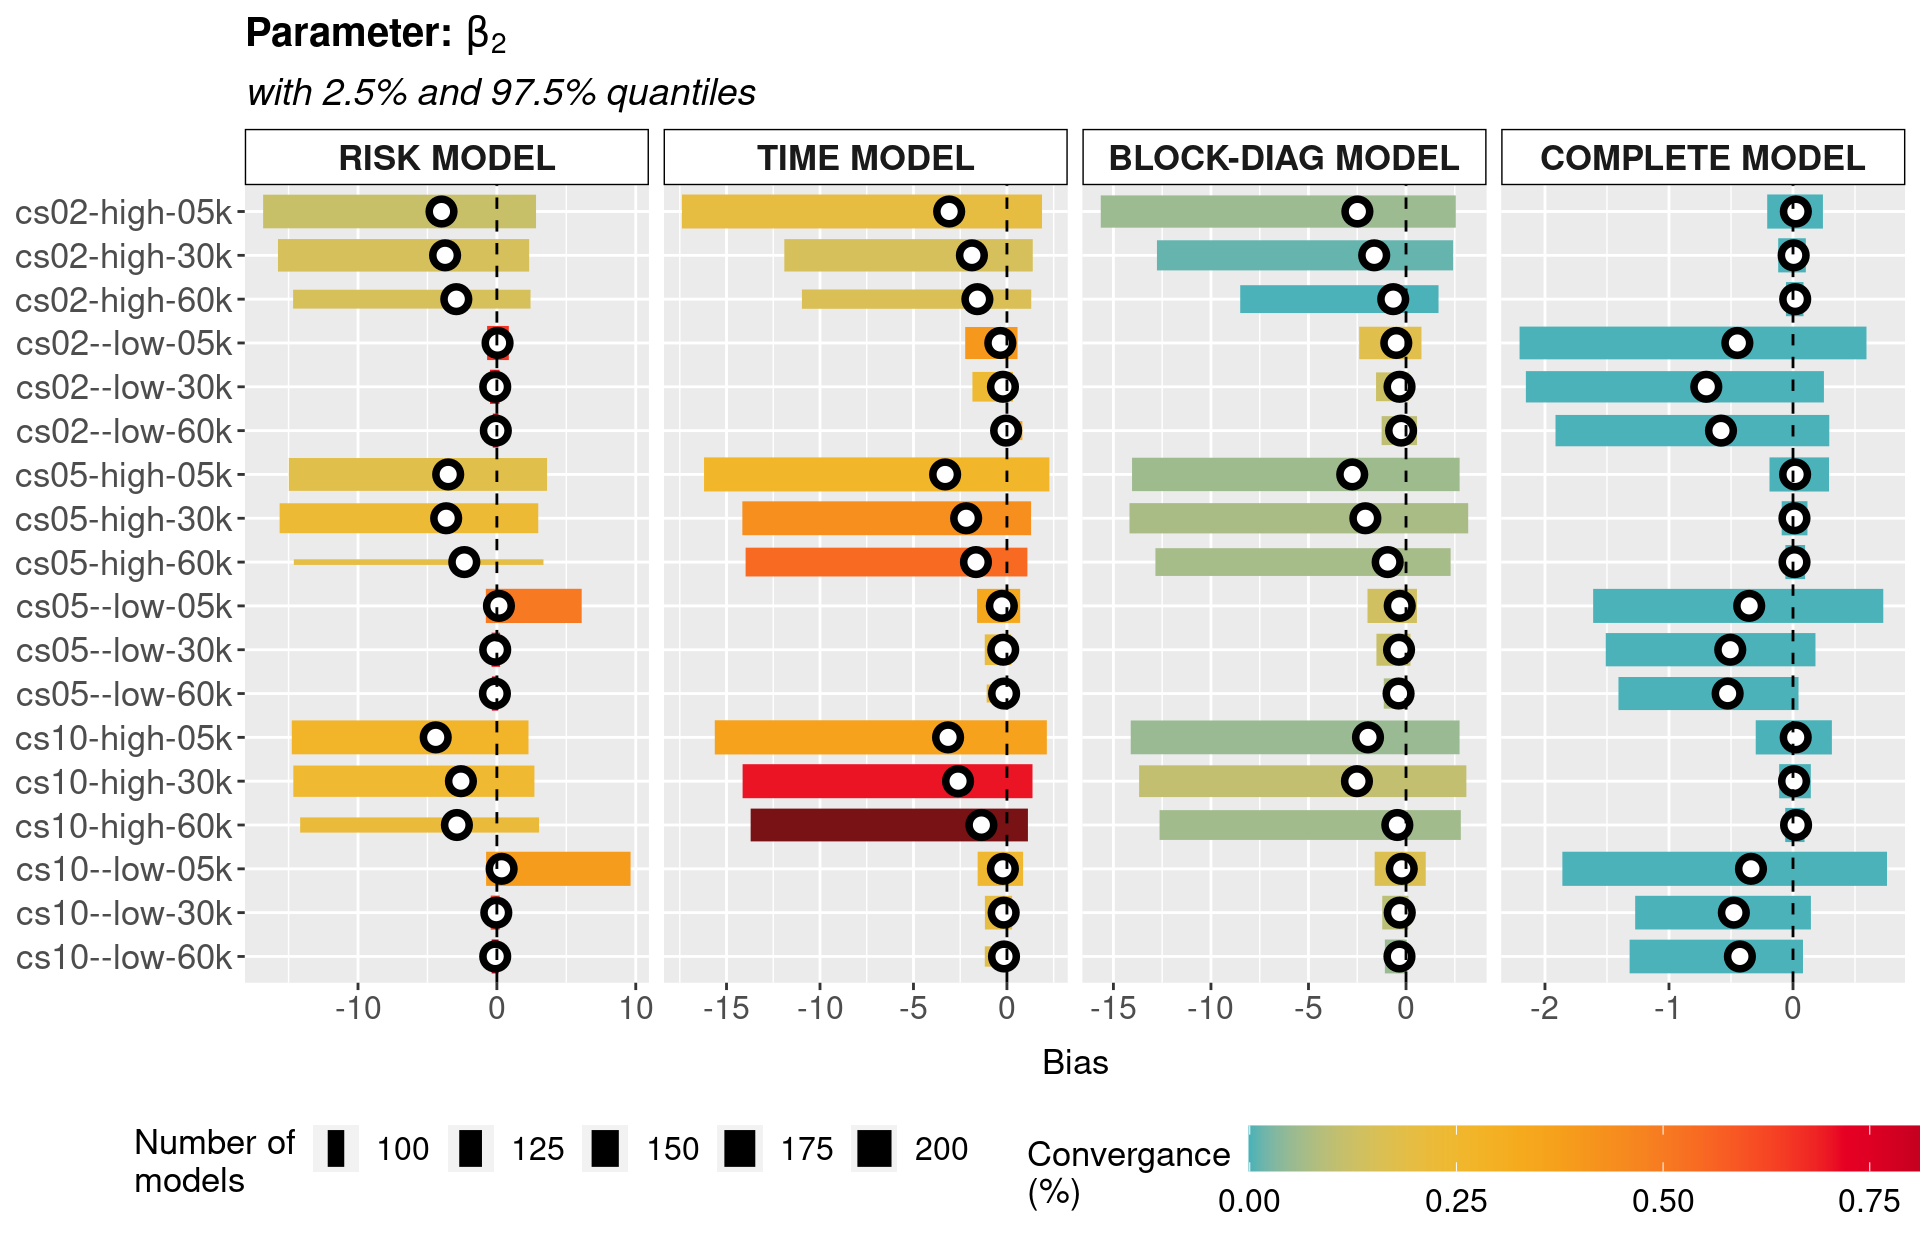 Parameter: β₂
with 2.5% and 97.5% quantiles
RISK MODEL TIME MODEL BLOCK-DIAG MODEL COMPLETE MODEL
cs02-high-05k
cs02-high-30k
cs02-high-60k
cs02--low-05k
cs02--low-30k
cs02--low-60k
cs05-high-05k
cs05-high-30k
cs05-high-60k
cs05--low-05k
cs05--low-30k
cs05--low-60k
cs10-high-05k
cs10-high-30k
cs10-high-60k
cs10--low-05k
cs10--low-30k
cs10--low-60k
-10 0 10 -15 -10 -5 0 -15 -10 -5 0 -2 -1 0
Bias
Number of
models
100 125 150 175 200
Convergance
(%)
0.00 0.25 0.50 0.75